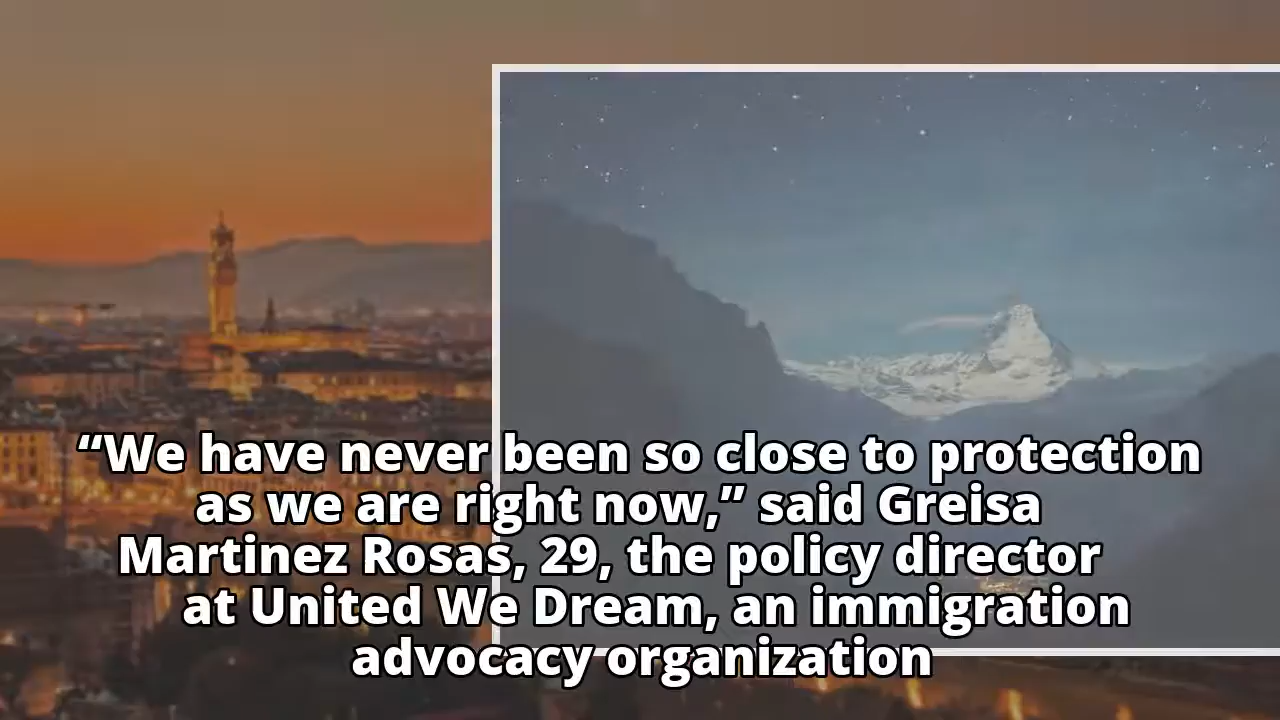 “We have never been so close to protection
as we are right now,” said Greisa
Martinez Rosas, 29, the policy director
at United We Dream, an immigration
advocacy organization